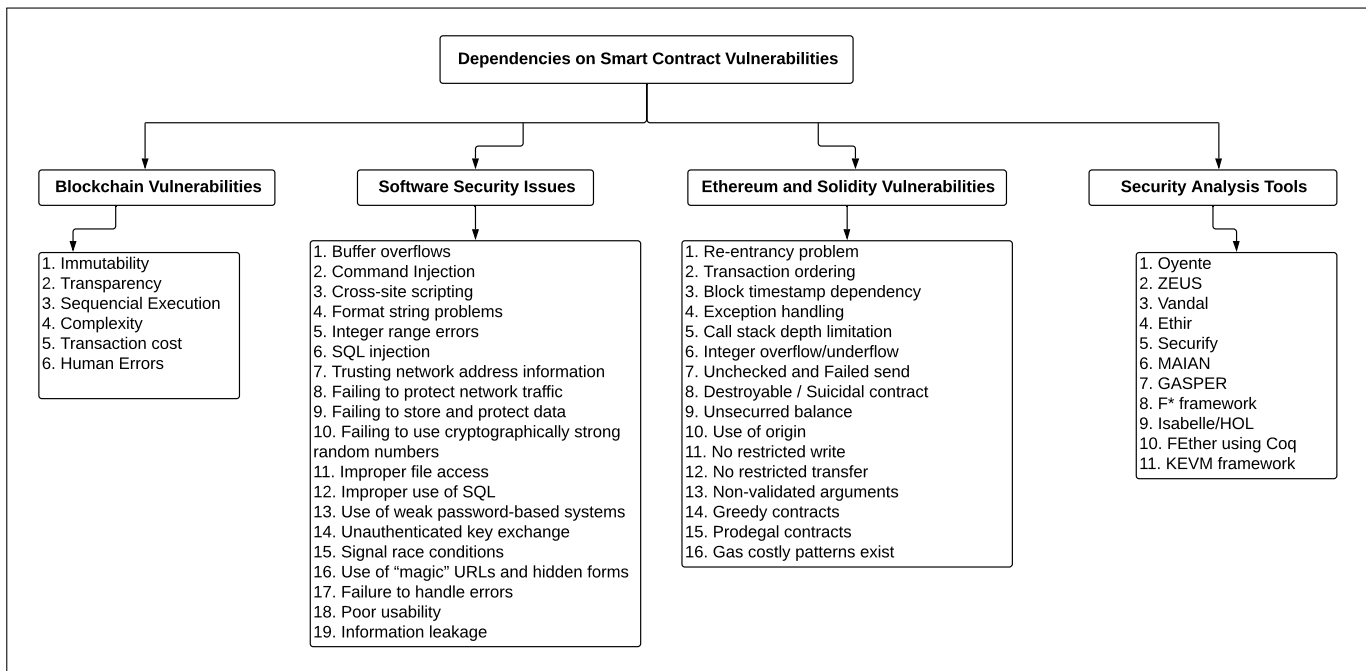 Dependencies on Smart Contract Vulnerabilities
Blockchain Vulnerabilities
1. Immutability
2. Transparency
3. Sequencial Execution
4. Complexity
5. Transaction cost
6. Human Errors
Software Security Issues
1. Buffer overflows
2. Command Injection
3. Cross-site scripting
4. Format string problems
5. Integer range errors
6. SQL injection
7. Trusting network address information
8. Failing to protect network traffic
9. Failing to store and protect data
10. Failing to use cryptographically strong
random numbers
11. Improper file access
12. Improper use of SQL
13. Use of weak password-based systems
14. Unauthenticated key exchange
15. Signal race conditions
16. Use of “magic” URLs and hidden forms
17. Failure to handle errors
18. Poor usability
19. Information leakage
Ethereum and Solidity Vulnerabilities
1. Re-entrancy problem
2. Transaction ordering
3. Block timestamp dependency
4. Exception handling
5. Call stack depth limitation
6. Integer overflow/underflow
7. Unchecked and Failed send
8. Destroyable / Suicidal contract
9. Unsecurred balance
10. Use of origin
11. No restricted write
12. No restricted transfer
13. Non-validated arguments
14. Greedy contracts
15. Prodegal contracts
16. Gas costly patterns exist
Security Analysis Tools
1. Oyente
2. ZEUS
3. Vandal
4. Ethir
5. Securify
6. MAIAN
7. GASPER
8. F* framework
9. Isabelle/HOL
10. FEther using Coq
11. KEVM framework